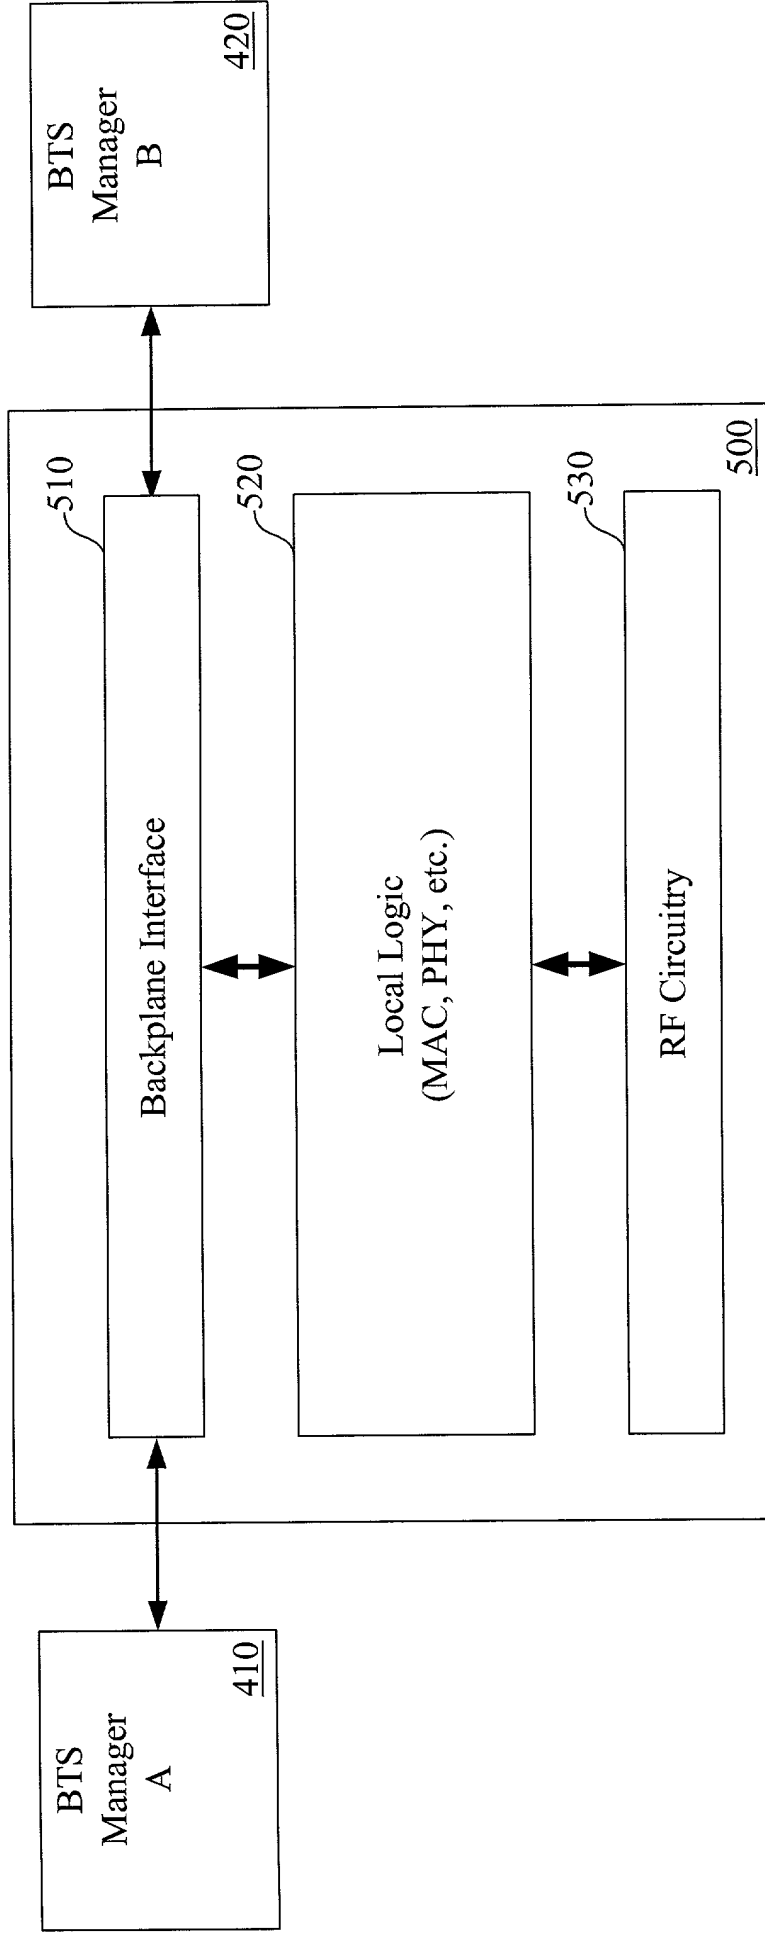 BTS
Manager
A
410
BTS
Manager
B
420
510
Backplane Interface
520
Local Logic
(MAC, PHY, etc.)
530
RF Circuitry
500